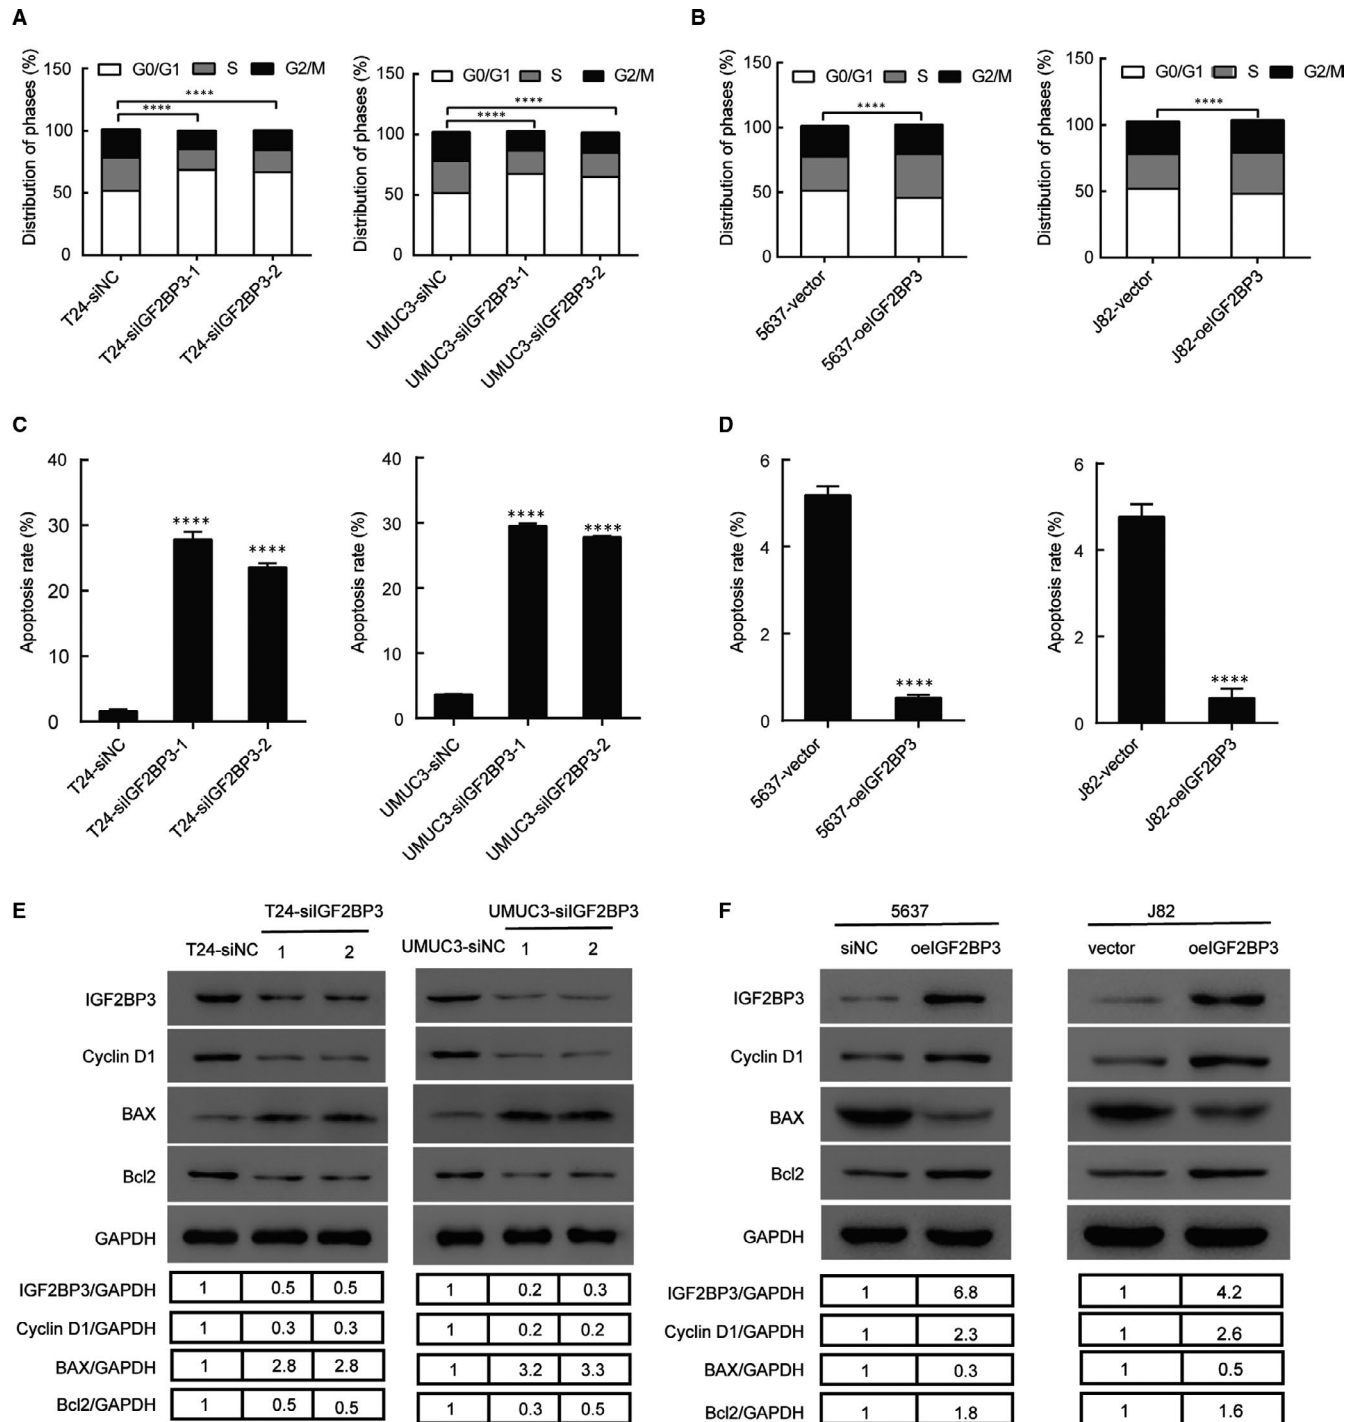 A
B
Distribution of phases (%)
150
100
50
0
G0/G1 S G2/M
****
****
T24-siNC
T24-siIGF2BP3-1
T24-siIGF2BP3-2
Distribution of phases (%)
150
100
50
0
G0/G1 S G2/M
****
****
UMUC3-siNC
UMUC3-siIGF2BP3-1
UMUC3-siIGF2BP3-2
Distribution of phases (%)
150
100
50
0
G0/G1 S G2/M
****
5637-vector
5637-oeIGF2BP3
Distribution of phases (%)
150
100
50
0
G0/G1 S G2/M
****
J82-vector
J82-oeIGF2BP3
C
D
Apoptosis rate (%)
40
30
20
10
0
****
****
T24-siNC
T24-siIGF2BP3-1
T24-siIGF2BP3-2
Apoptosis rate (%)
40
30
20
10
0
****
****
UMUC3-siNC
UMUC3-siIGF2BP3-1
UMUC3-siIGF2BP3-2
Apoptosis rate (%)
6
4
2
0
****
5637-vector
5637-oeIGF2BP3
Apoptosis rate (%)
6
4
2
0
****
J82-vector
J82-oeIGF2BP3
E
T24-siIGF2BP3 UMUC3-siIGF2BP3
T24-siNC 1 2 UMUC3-siNC 1 2
IGF2BP3
Cyclin D1
BAX
Bcl2
GAPDH
IGF2BP3/GAPDH 1 0.5 0.5 1 0.2 0.3
Cyclin D1/GAPDH 1 0.3 0.3 1 0.2 0.2
BAX/GAPDH 1 2.8 2.8 1 3.2 3.3
Bcl2/GAPDH 1 0.5 0.5 1 0.3 0.5
F
5637 J82
siNC oeIGF2BP3 vector oeIGF2BP3
IGF2BP3
Cyclin D1
BAX
Bcl2
GAPDH
IGF2BP3/GAPDH 1 6.8 1 4.2
Cyclin D1/GAPDH 1 2.3 1 2.6
BAX/GAPDH 1 0.3 1 0.5
Bcl2/GAPDH 1 1.8 1 1.6